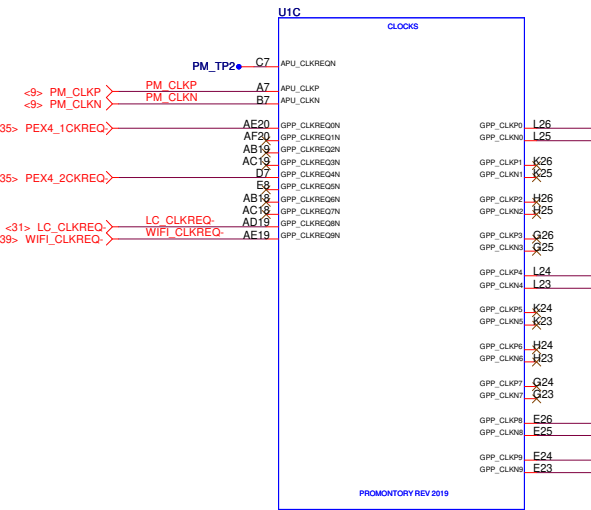 U1C
CLOCKS
PM_TP2 C7 APU_CLKREQN
<9> PM_CLKP PM_CLKP A7 APU_CLKP
<9> PM_CLKN PM_CLKN B7 APU_CLKN
35> PEX4_1CKREQ- AE20 GPP_CLKREQ0N GPP_CLKP0 L26
AF20 GPP_CLKREQ1N GPP_CLKN0 L25
AB19 GPP_CLKREQ2N
AC19 GPP_CLKREQ3N GPP_CLKP1 K26
35> PEX4_2CKREQ- D7 GPP_CLKREQ4N GPP_CLKN1 K25
E8 GPP_CLKREQ5N
AB18 GPP_CLKREQ6N GPP_CLKP2 H26
AC18 GPP_CLKREQ7N GPP_CLKN2 H25
<31> LC_CLKREQ- LC_CLKREQ- AD19 GPP_CLKREQ8N
39> WIFI_CLKREQ- WIFI_CLKREQ- AE19 GPP_CLKREQ9N GPP_CLKP3 G26
GPP_CLKN3 G25
GPP_CLKP4 L24
GPP_CLKN4 L23
GPP_CLKP5 K24
GPP_CLKN5 K23
GPP_CLKP6 H24
GPP_CLKN6 H23
GPP_CLKP7 G24
GPP_CLKN7 G23
GPP_CLKP8 E26
GPP_CLKN8 E25
GPP_CLKP9 E24
GPP_CLKN9 E23
PROMONTORY REV 2019